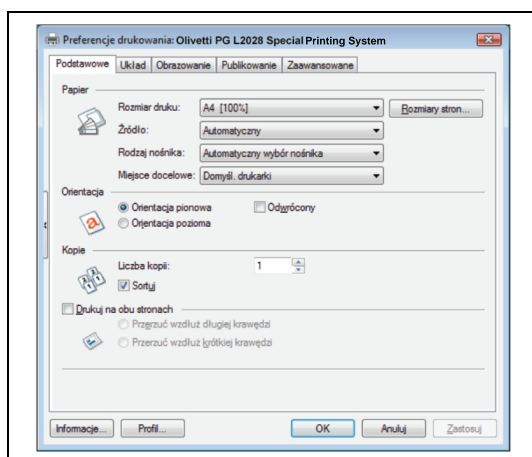 Preferencje drukowania: Olivetti PG L2028 Special Printing System
Podstawowe Układ Obrazowanie Publikowanie Zaawansowane
Papier
Rozmiar druku: A4 [100%] Rozmiary stron...
Źródło: Automatyczny
Rodzaj nośnika: Automatyczny wybór nośnika
Miejsce docelowe: Domyśl. drukarki
Orientacja
Orientacja pionowa Odwrócony
Orientacja pozioma
Kopie
Liczba kopii: 1
Sortuj
Drukuj na obu stronach
Przerzuć wzdłuż długiej krawędzi
Przerzuć wzdłuż krótkiej krawędzi
Informacje... Profil... OK Anuluj Zastosuj